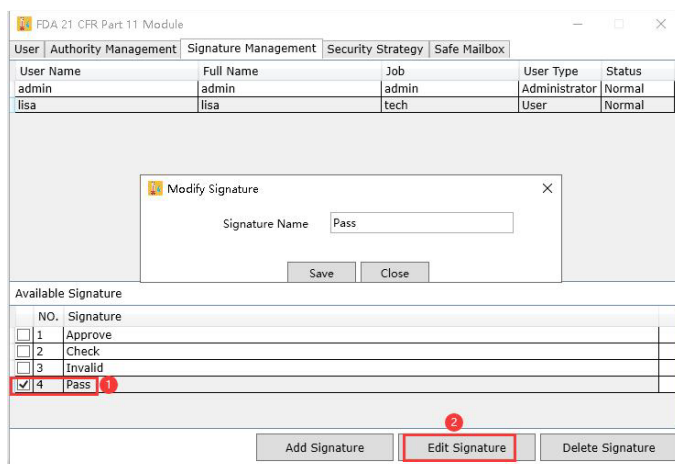 FDA 21 CFR Part 11 Module
User Authority Management Signature Management Security Strategy Safe Mailbox
User Name Full Name Job User Type Status
admin admin admin Administrator Normal
lisa lisa tech User Normal
Modify Signature
Signature Name Pass
Save Close
Available Signature
NO. Signature
1 Approve
2 Check
3 Invalid
4 Pass 1
2
Add Signature Edit Signature Delete Signature